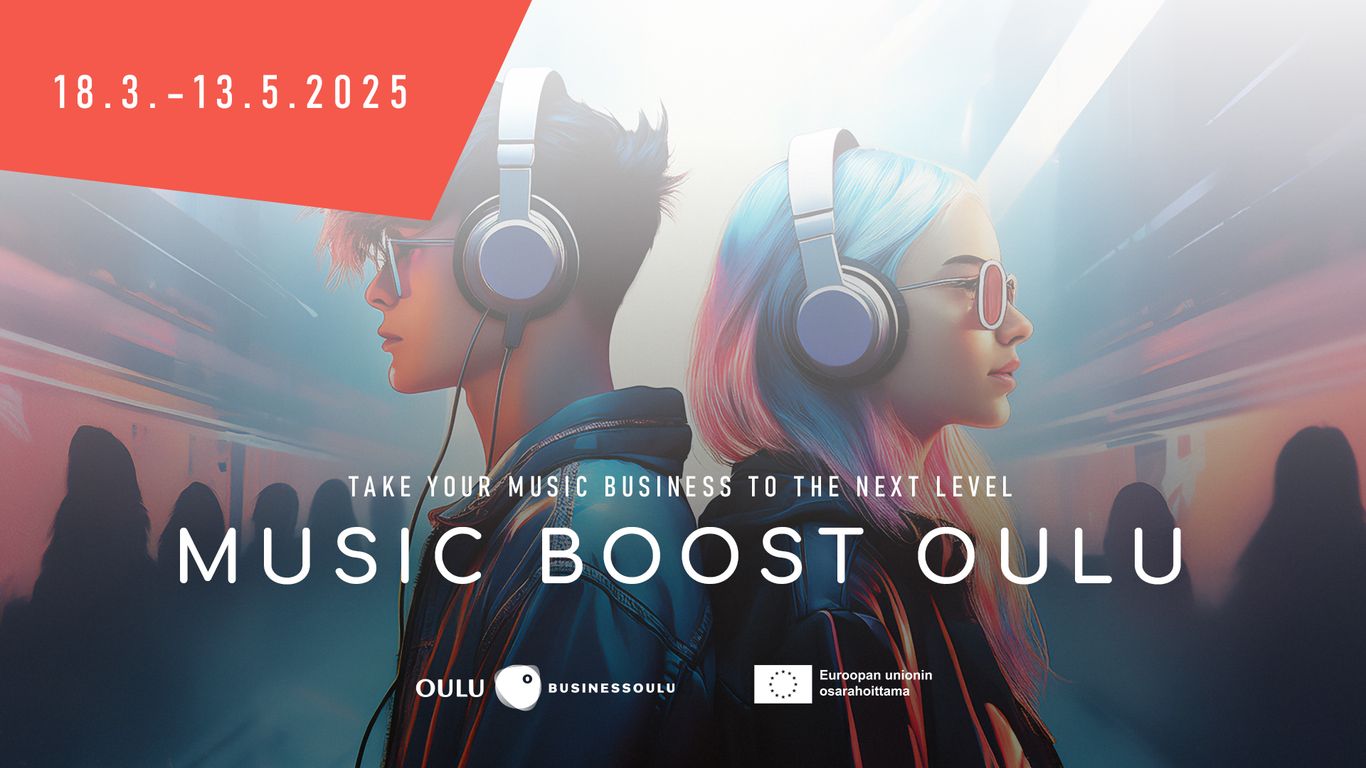 18.3.-13.5.2025
TAKE YOUR MUSIC BUSINESS TO THE NEXT LEVEL
MUSIC BOOST OULU
OULU BUSINESSOULU
Euroopan unionin
osarahoittama